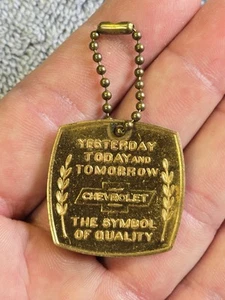 YESTERDAY
TODAY AND
TOMORROW
CHEVROLET
THE SYMBOL
OF QUALITY